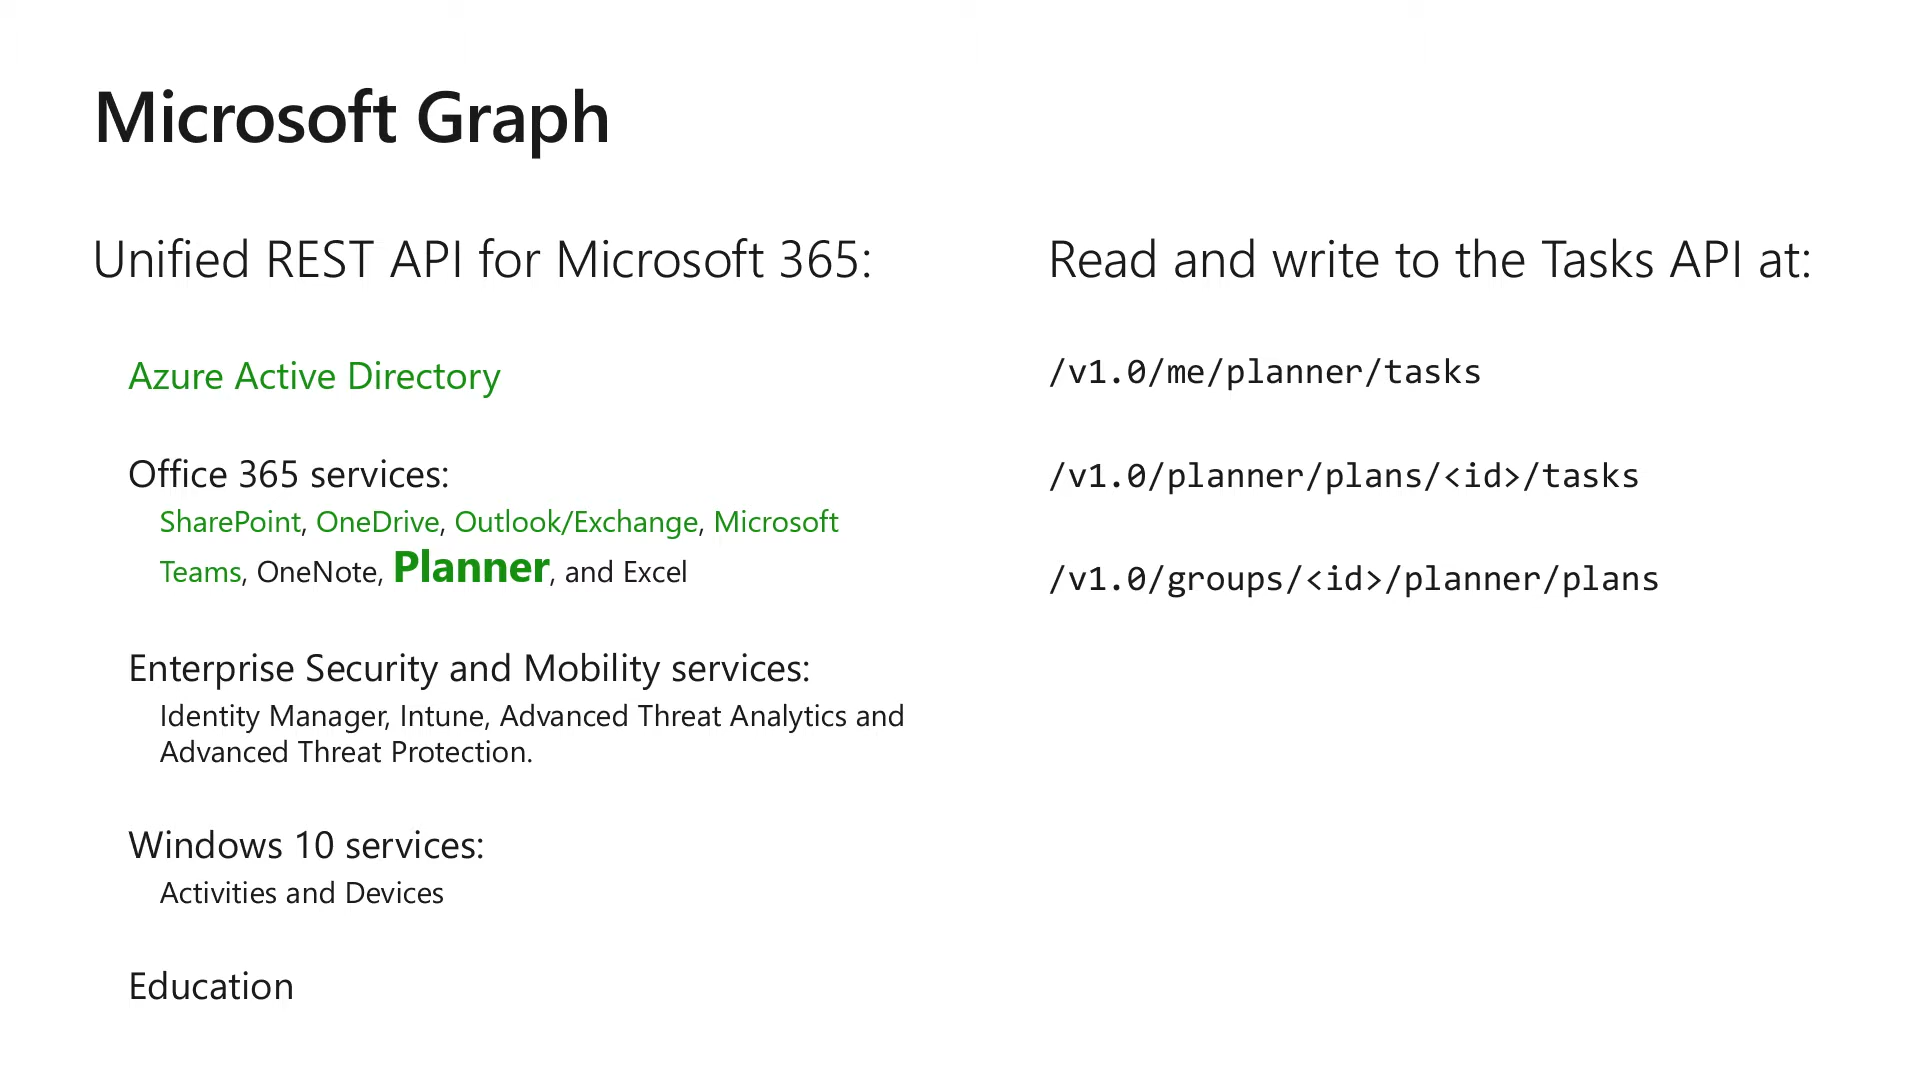 Microsoft Graph
Unified REST API for Microsoft 365:
Azure Active Directory
Office 365 services:
SharePoint, OneDrive, Outlook/Exchange, Microsoft
Teams, OneNote, Planner, and Excel
Enterprise Security and Mobility services:
Identity Manager, Intune, Advanced Threat Analytics and
Advanced Threat Protection.
Windows 10 services:
Activities and Devices
Education
Read and write to the Tasks API at:
/v1.0/me/planner/tasks
/v1.0/planner/plans/<id>/tasks
/v1.0/groups/<id>/planner/plans